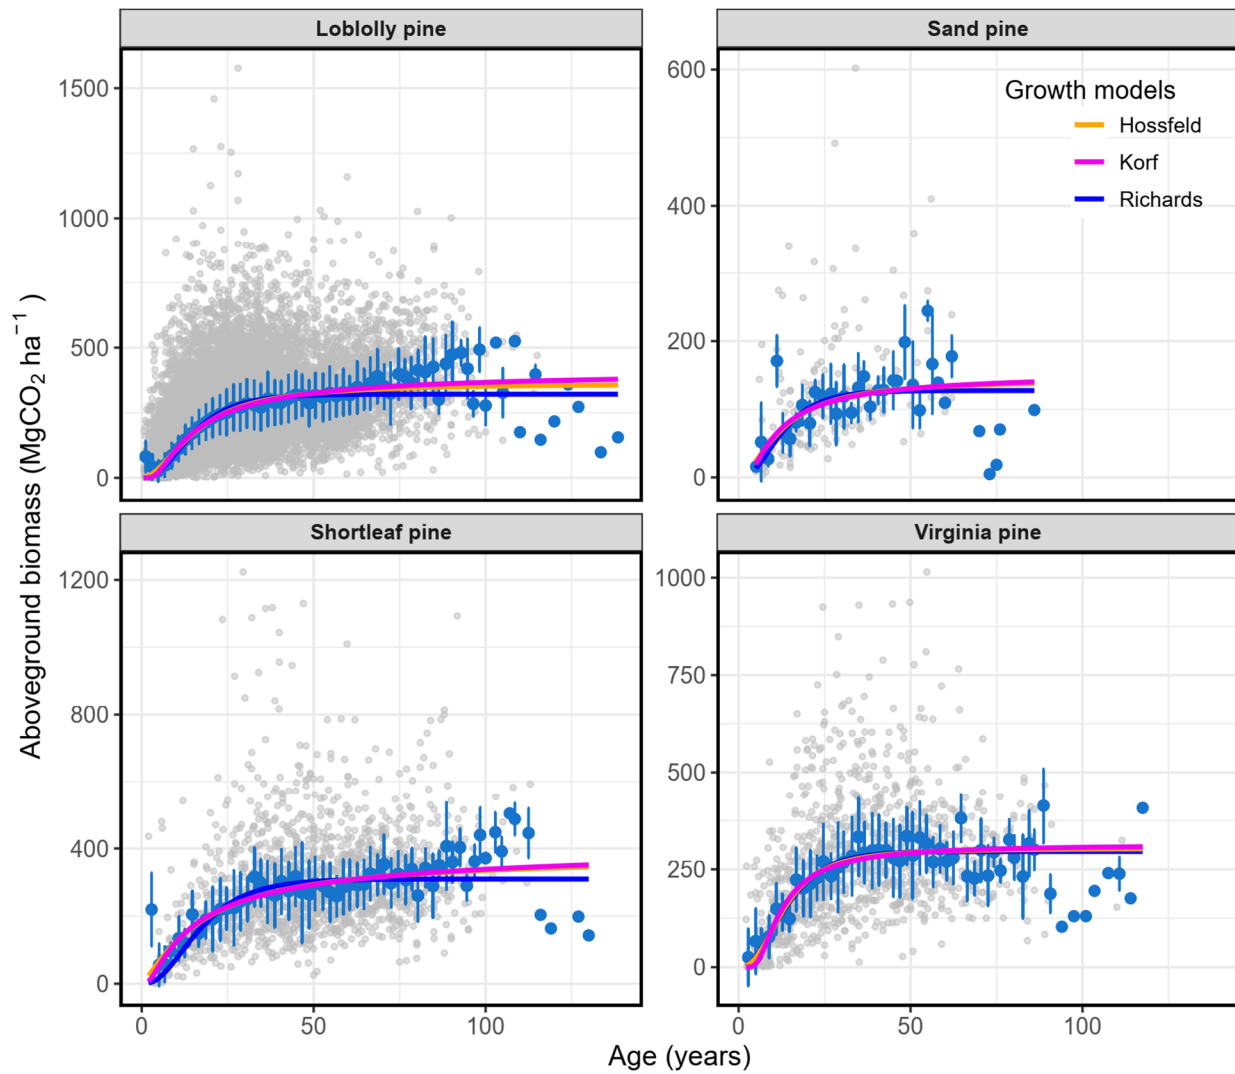 Loblolly pine
Sand pine
1500
1000
500
0
600
400
200
0
Growth models
Hossfeld
Korf
Richards
Shortleaf pine
Virginia pine
1200
800
400
0
1000
750
500
250
0
0 50 100
0 50 100
Aboveground biomass (MgCO₂ ha⁻¹ )
Age (years)